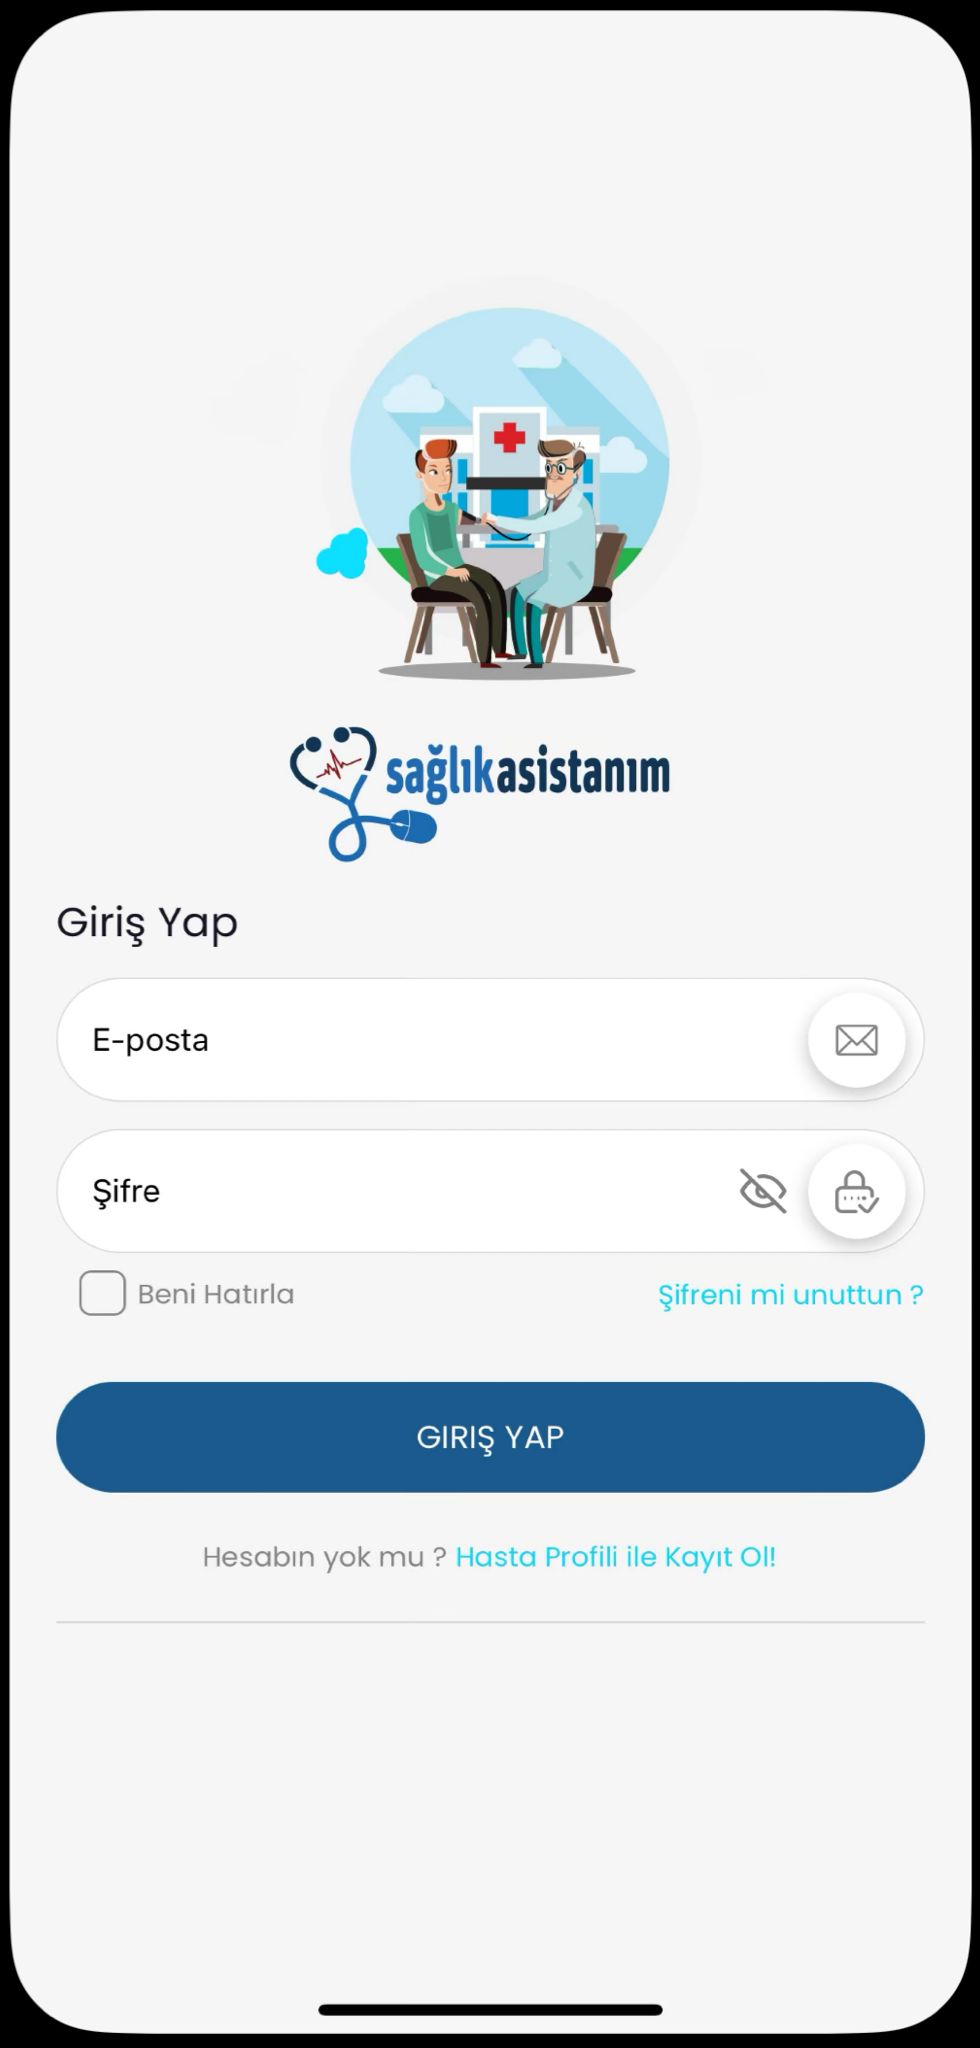 sağlıkasistanım
Giriş Yap
E-posta
Şifre
Beni Hatırla
Şifreni mi unuttun ?
GIRIŞ YAP
Hesabın yok mu ? Hasta Profili ile Kayıt Ol!